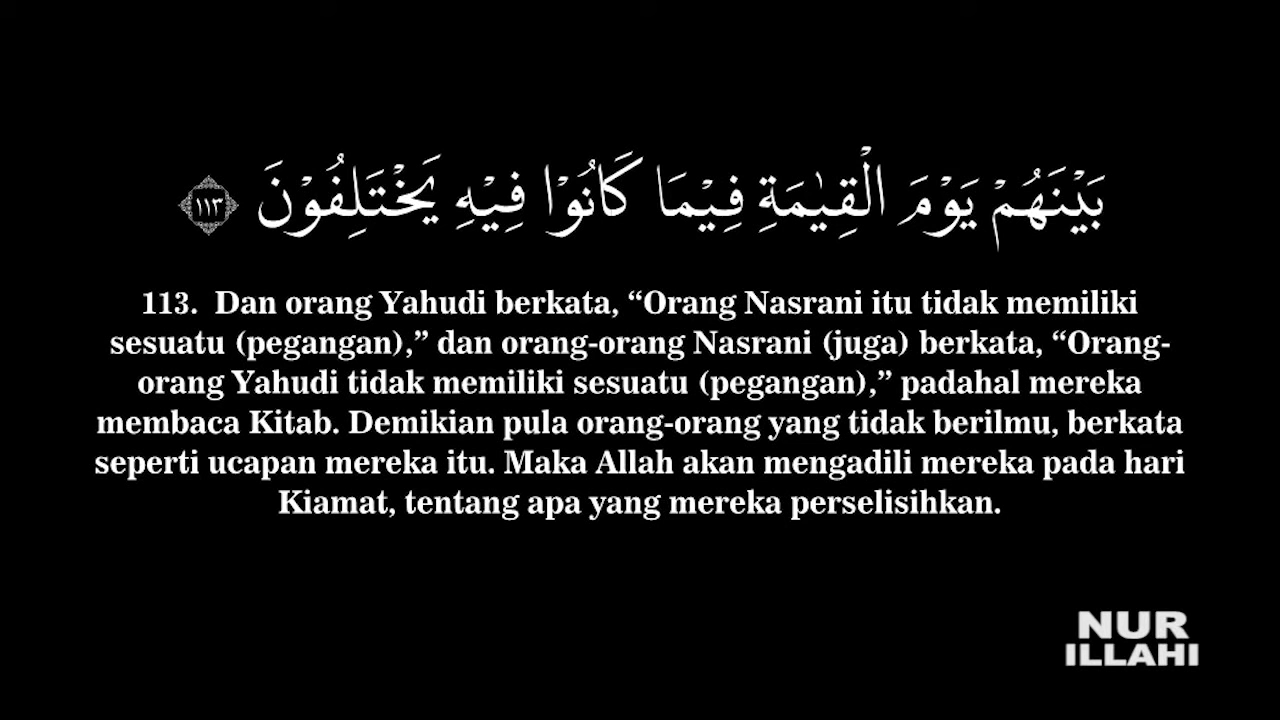 بَيْنَهُمْ يَوْمَ الْقِيٰمَةِ فِيْمَا كَانُوْا فِيْهِ يَخْتَلِفُوْنَ ١١٣
113. Dan orang Yahudi berkata, “Orang Nasrani itu tidak memiliki
sesuatu (pegangan),” dan orang-orang Nasrani (juga) berkata, “Orang-
orang Yahudi tidak memiliki sesuatu (pegangan),” padahal mereka
membaca Kitab. Demikian pula orang-orang yang tidak berilmu, berkata
seperti ucapan mereka itu. Maka Allah akan mengadili mereka pada hari
Kiamat, tentang apa yang mereka perselisihkan.
NUR
ILLAHI